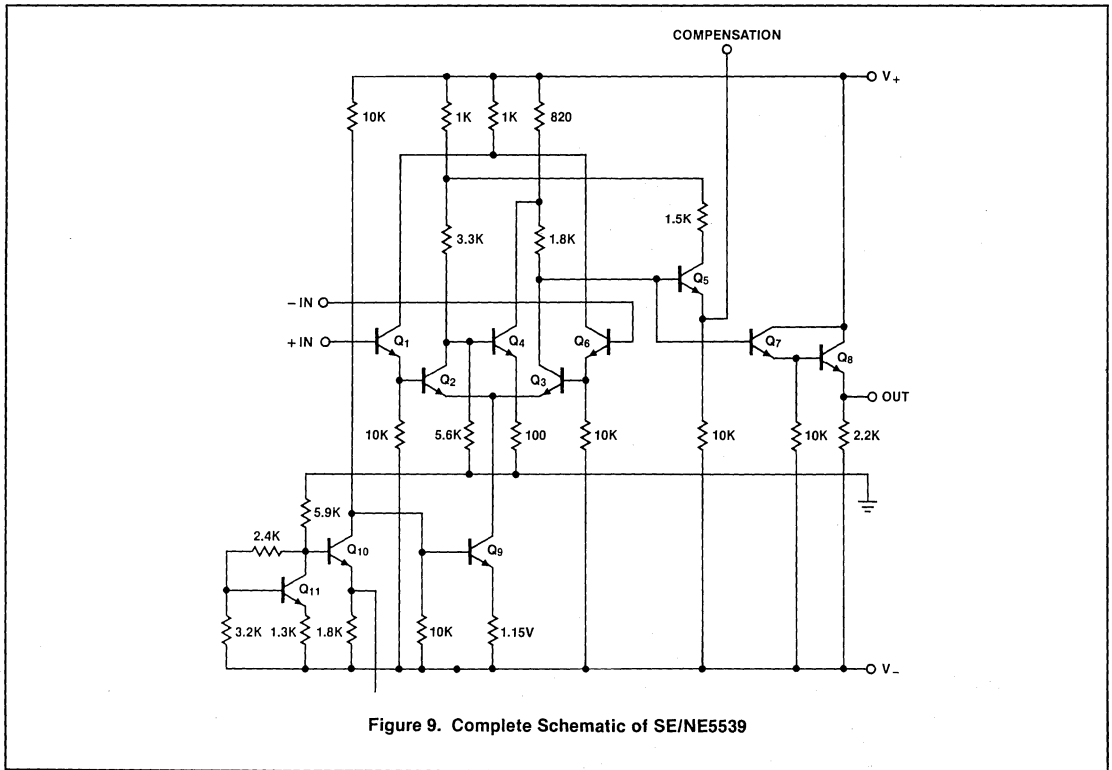 COMPENSATION
V+
10K
1K
1K
820
1.5K
3.3K
1.8K
Q5
– IN
+ IN
Q1
Q4
Q6
Q7
Q8
Q2
Q3
OUT
10K
5.6K
100
10K
10K
10K
2.2K
5.9K
2.4K
Q10
Q9
Q11
3.2K
1.3K
1.8K
10K
1.15V
V–
Figure 9. Complete Schematic of SE/NE5539